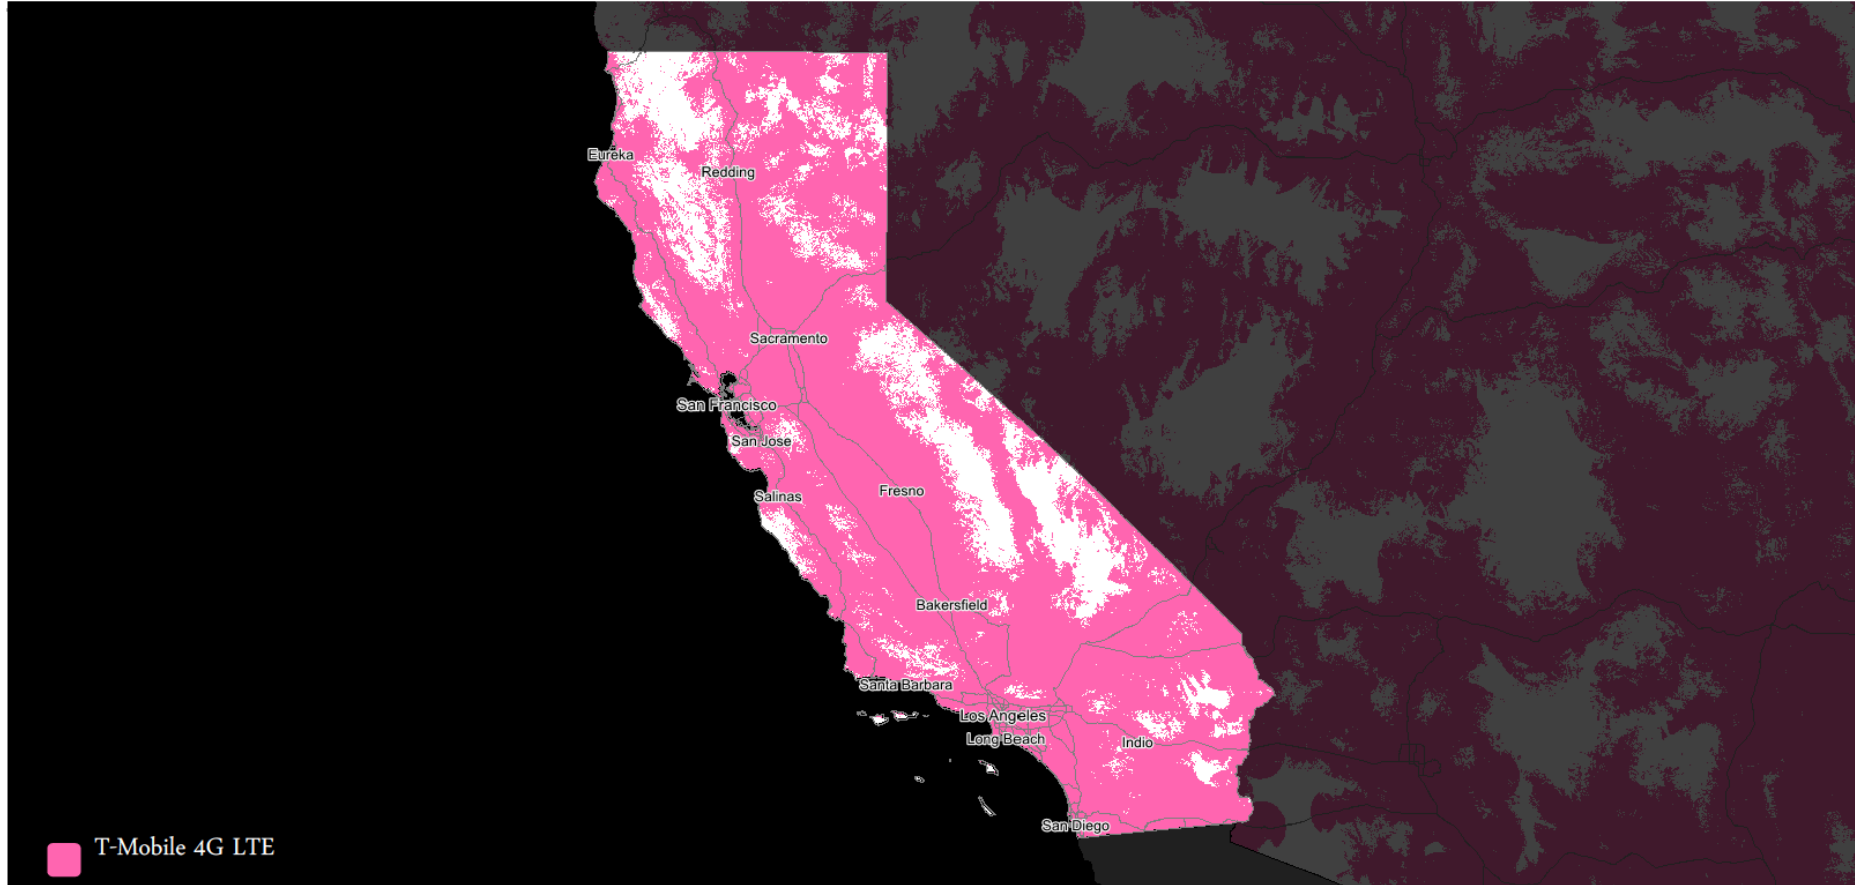 Eureka
Redding
Sacramento
San Francisco
San Jose
Salinas
Fresno
Bakersfield
Santa Barbara
Los Angeles
Long Beach
Indio
San Diego
T-Mobile 4G LTE